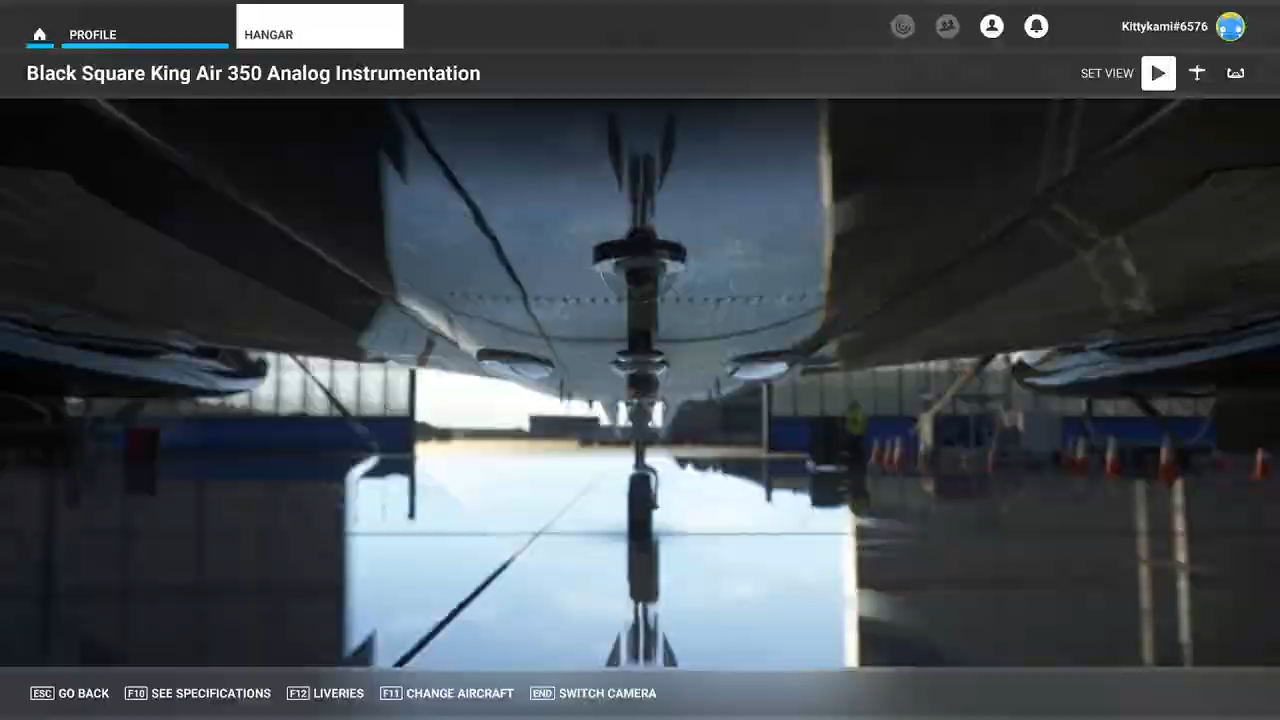 PROFILE
HANGAR
Kittykami#6576
Black Square King Air 350 Analog Instrumentation
SET VIEW
ESC GO BACK F10 SEE SPECIFICATIONS F12 LIVERIES F11 CHANGE AIRCRAFT END SWITCH CAMERA